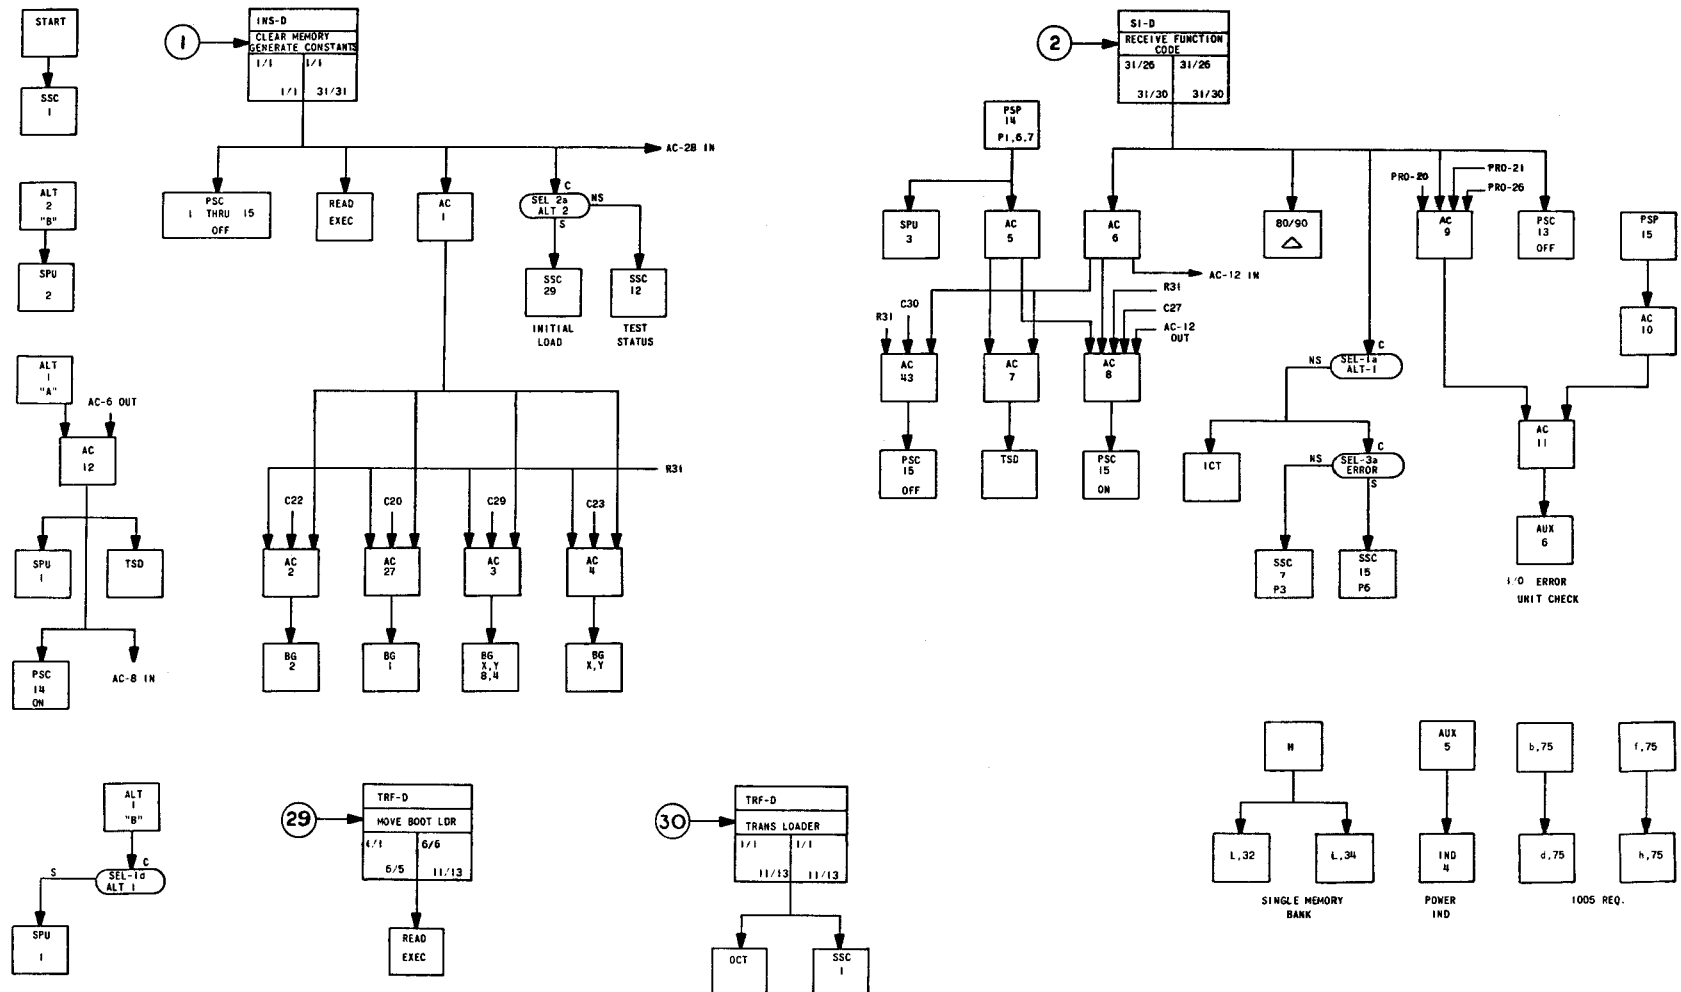 START
SSC
1
ALT
2
"B"
SPU
2
ALT
1
"A"
AC-6 OUT
AC
12
SPU
1
TSD
PSC
14
ON
AC-8 IN
ALT
1
"B"
C
S
SEL-1d
ALT 1
SPU
1
1
INS-D
CLEAR MEMORY
GENERATE CONSTANTS
1/1 1/1
1/1 31/31
AC-28 IN
PSC
1 THRU 15
OFF
READ
EXEC
AC
1
C
SEL 2a
ALT 2
NS
S
SSC
29
SSC
12
INITIAL
LOAD
TEST
STATUS
R31
C22
C20
C29
C23
AC
2
AC
27
AC
3
AC
4
BG
2
BG
1
BG
X,Y
8,4
BG
X,Y
29
TRF-D
MOVE BOOT LDR
6/6
6/5 11/13
READ
EXEC
30
TRF-D
TRANS LOADER
1/1 1/1
11/13 11/13
OCT
SSC
1
2
SI-D
RECEIVE FUNCTION
CODE
31/26 31/26
31/30 31/30
PSP
14
P1,6,7
SPU
3
AC
5
AC
6
80/90
△
PRO-20
PRO-21
PRO-26
AC
9
PSC
13
OFF
PSP
15
AC-12 IN
R31
C27
AC-12
OUT
R31
C30
AC
43
AC
7
AC
8
AC
10
PSC
15
OFF
TSD
PSC
15
ON
C
NS
SEL-1a
ALT-1
ICT
C
NS
SEL-3a
ERROR
S
SSC
7
P3
SSC
15
P6
AC
11
AUX
6
I/O ERROR
UNIT CHECK
H
L,32
L,34
SINGLE MEMORY
BANK
AUX
5
IND
4
POWER
IND
b,75
f,75
d,75
h,75
1005 REQ.